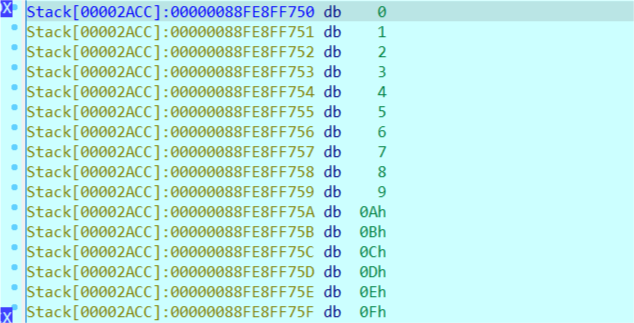 Stack[00002ACC]:00000088FE8FF750 db 0
Stack[00002ACC]:00000088FE8FF751 db 1
Stack[00002ACC]:00000088FE8FF752 db 2
Stack[00002ACC]:00000088FE8FF753 db 3
Stack[00002ACC]:00000088FE8FF754 db 4
Stack[00002ACC]:00000088FE8FF755 db 5
Stack[00002ACC]:00000088FE8FF756 db 6
Stack[00002ACC]:00000088FE8FF757 db 7
Stack[00002ACC]:00000088FE8FF758 db 8
Stack[00002ACC]:00000088FE8FF759 db 9
Stack[00002ACC]:00000088FE8FF75A db 0Ah
Stack[00002ACC]:00000088FE8FF75B db 0Bh
Stack[00002ACC]:00000088FE8FF75C db 0Ch
Stack[00002ACC]:00000088FE8FF75D db 0Dh
Stack[00002ACC]:00000088FE8FF75E db 0Eh
Stack[00002ACC]:00000088FE8FF75F db 0Fh